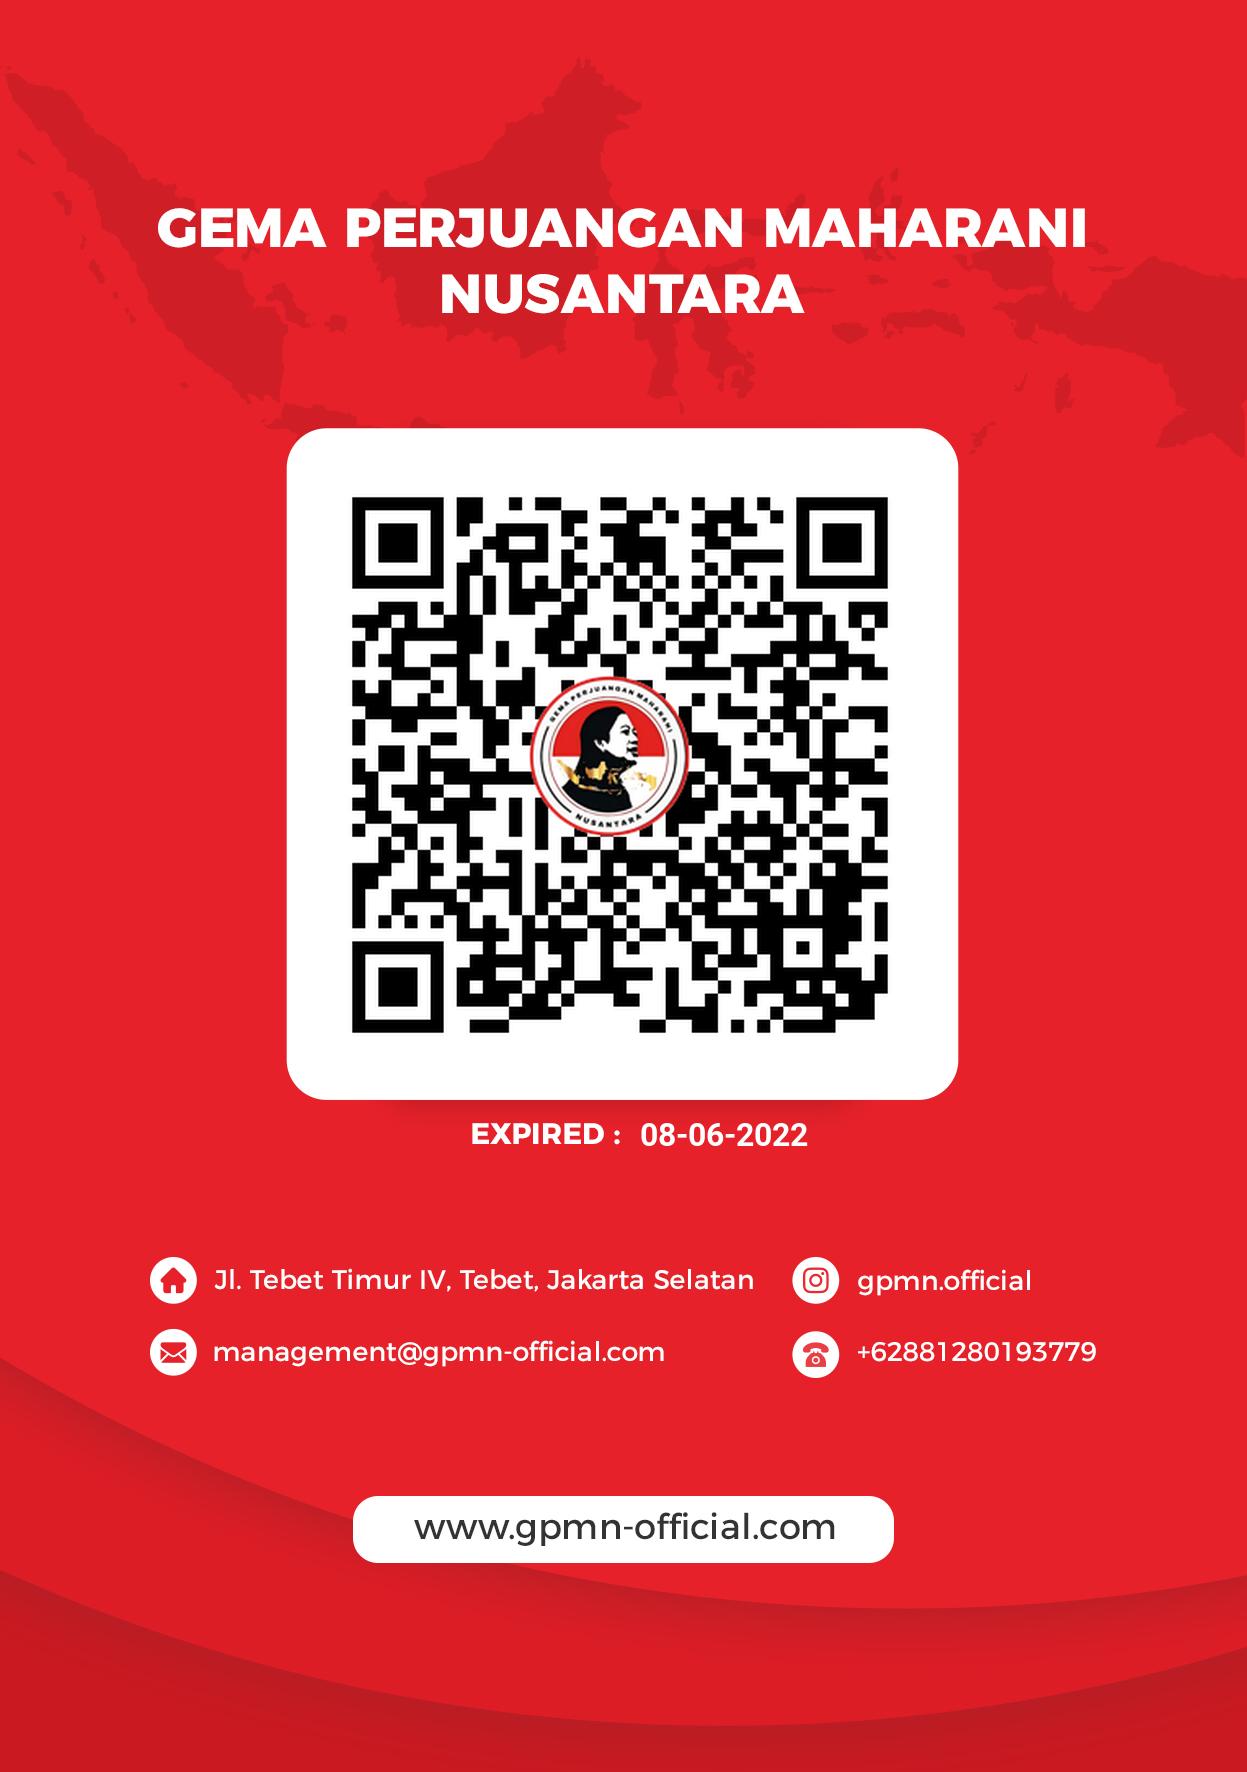 GEMA PERJUANGAN MAHARANI
NUSANTARA
GEMA PERJUANGAN MAHARANI
NUSANTARA
EXPIRED : 08-06-2022
Jl. Tebet Timur IV, Tebet, Jakarta Selatan
gpmn.official
management@gpmn-official.com
+62881280193779
www.gpmn-official.com